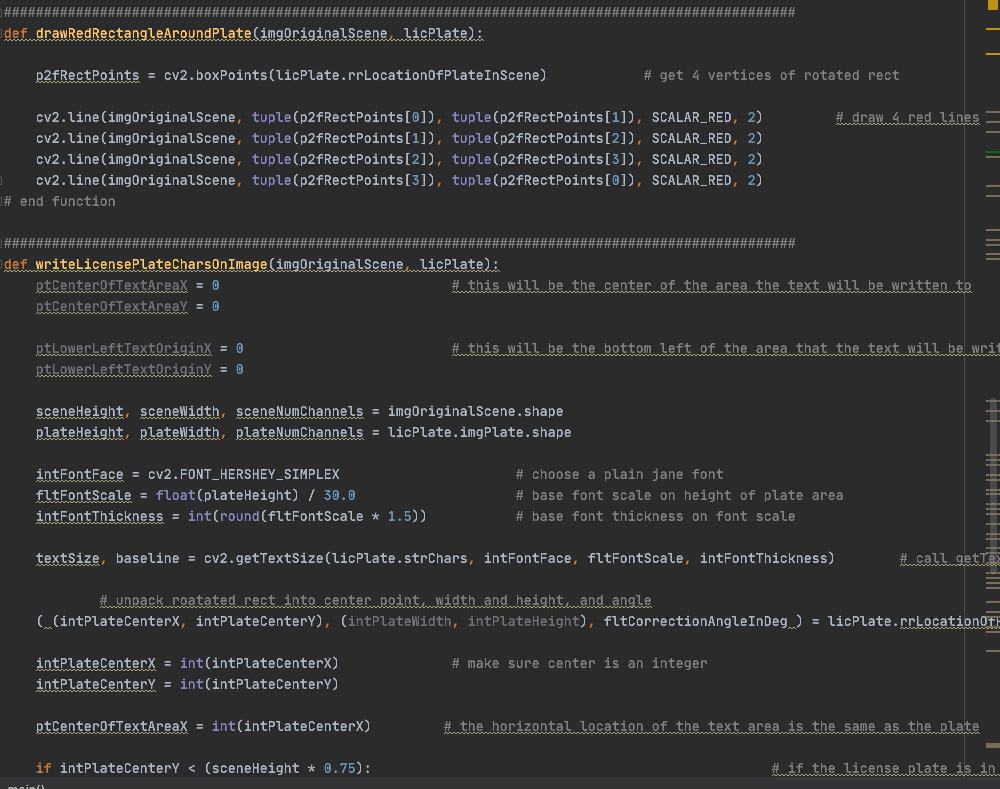 ###################################################################################################
def drawRedRectangleAroundPlate(imgOriginalScene, licPlate):
p2fRectPoints = cv2.boxPoints(licPlate.rrLocationOfPlateInScene) # get 4 vertices of rotated rect
cv2.line(imgOriginalScene, tuple(p2fRectPoints[0]), tuple(p2fRectPoints[1]), SCALAR_RED, 2) # draw 4 red lines
cv2.line(imgOriginalScene, tuple(p2fRectPoints[1]), tuple(p2fRectPoints[2]), SCALAR_RED, 2)
cv2.line(imgOriginalScene, tuple(p2fRectPoints[2]), tuple(p2fRectPoints[3]), SCALAR_RED, 2)
cv2.line(imgOriginalScene, tuple(p2fRectPoints[3]), tuple(p2fRectPoints[0]), SCALAR_RED, 2)
# end function
###################################################################################################
def writeLicensePlateCharsOnImage(imgOriginalScene, licPlate):
ptCenterOfTextAreaX = 0 # this will be the center of the area the text will be written to
ptCenterOfTextAreaY = 0
ptLowerLeftTextOriginX = 0 # this will be the bottom left of the area that the text will be writ
ptLowerLeftTextOriginY = 0
sceneHeight, sceneWidth, sceneNumChannels = imgOriginalScene.shape
plateHeight, plateWidth, plateNumChannels = licPlate.imgPlate.shape
intFontFace = cv2.FONT_HERSHEY_SIMPLEX # choose a plain jane font
fltFontScale = float(plateHeight) / 30.0 # base font scale on height of plate area
intFontThickness = int(round(fltFontScale * 1.5)) # base font thickness on font scale
textSize, baseline = cv2.getTextSize(licPlate.strChars, intFontFace, fltFontScale, intFontThickness) # call getTex
# unpack roatated rect into center point, width and height, and angle
( (intPlateCenterX, intPlateCenterY), (intPlateWidth, intPlateHeight), fltCorrectionAngleInDeg ) = licPlate.rrLocationOfP
intPlateCenterX = int(intPlateCenterX) # make sure center is an integer
intPlateCenterY = int(intPlateCenterY)
ptCenterOfTextAreaX = int(intPlateCenterX) # the horizontal location of the text area is the same as the plate
if intPlateCenterY < (sceneHeight * 0.75): # if the license plate is in
main()